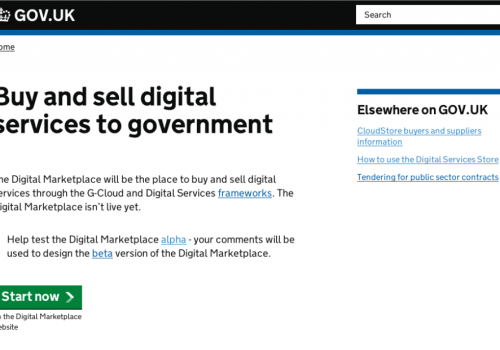 GOV.UK
Search
ome
Buy and sell digital
services to government
he Digital Marketplace will be the place to buy and sell digital
ervices through the G-Cloud and Digital Services frameworks. The
igital Marketplace isn't live yet.
Help test the Digital Marketplace alpha - your comments will be
used to design the beta version of the Digital Marketplace.
Start now
n the Digital Marketplace
ebsite
Elsewhere on GOV.UK
CloudStore buyers and suppliers
information
How to use the Digital Services Store
Tendering for public sector contracts